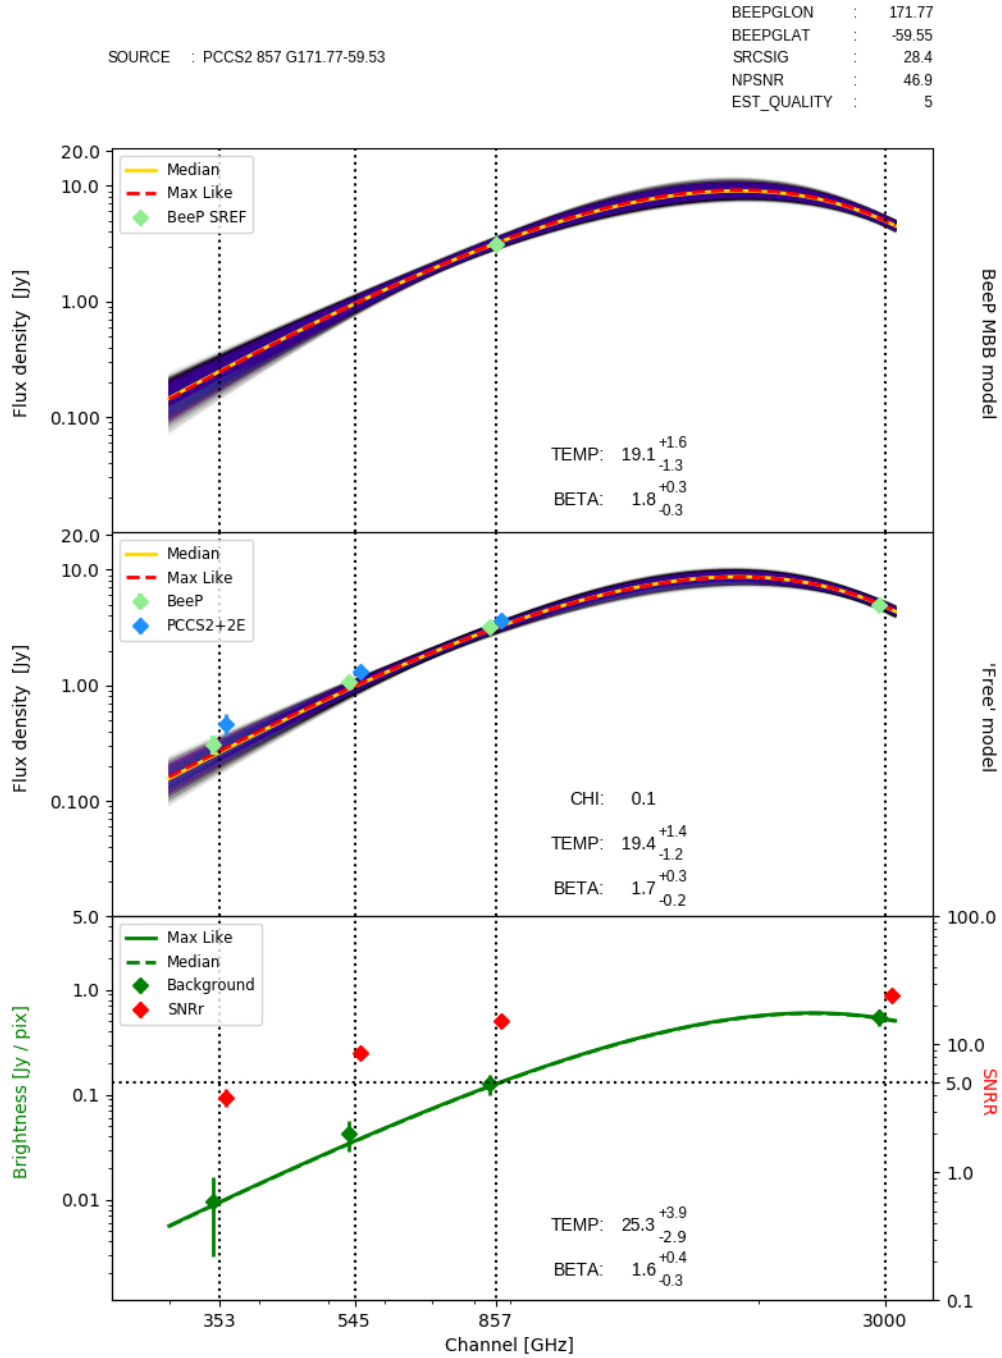 BEEPGLON : 171.77
BEEPGLAT : -59.55
SOURCE : PCCS2 857 G171.77-59.53
SRCSIG : 28.4
NPSNR : 46.9
EST_QUALITY : 5
20.0
10.0
1.00
0.100
Flux density [Jy]
Median
Max Like
BeeP SREF
TEMP: 19.1 +1.6 -1.3
BETA: 1.8 +0.3 -0.3
BeeP MBB model
20.0
10.0
1.00
0.100
Flux density [Jy]
Median
Max Like
BeeP
PCCS2+2E
CHI: 0.1
TEMP: 19.4 +1.4 -1.2
BETA: 1.7 +0.3 -0.2
'Free' model
5.0
1.0
0.1
0.01
Brightness [Jy / pix]
Max Like
Median
Background
SNRr
TEMP: 25.3 +3.9 -2.9
BETA: 1.6 +0.4 -0.3
100.0
10.0
5.0
1.0
0.1
SNRR
353 545 857 3000
Channel [GHz]